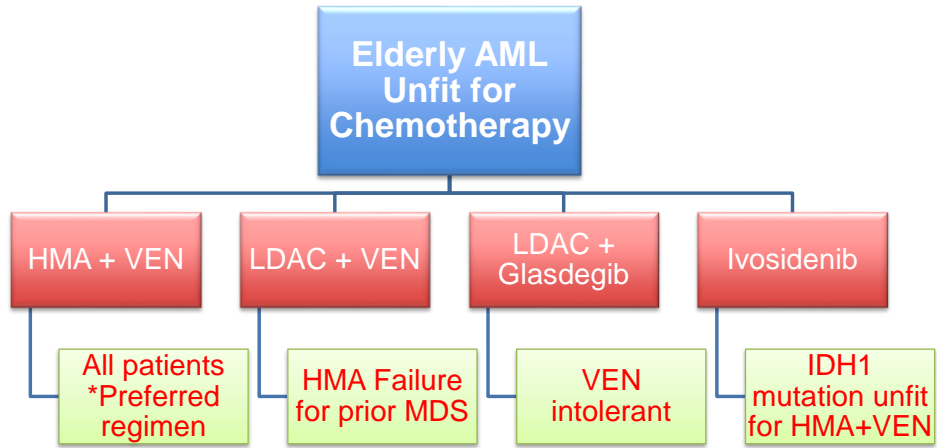 Elderly AML
Unfit for
Chemotherapy
HMA + VEN
LDAC + VEN
LDAC +
Glasdegib
Ivosidenib
All patients
*Preferred
regimen
HMA Failure
for prior MDS
VEN
intolerant
IDH1
mutation unfit
for HMA+VEN